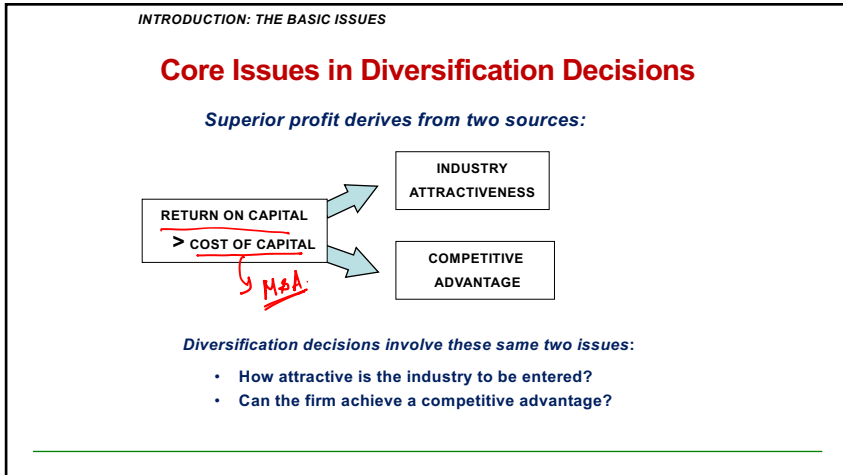 INTRODUCTION: THE BASIC ISSUES
Core Issues in Diversification Decisions
Superior profit derives from two sources:
INDUSTRY
ATTRACTIVENESS
RETURN ON CAPITAL
> COST OF CAPITAL
M&A.
COMPETITIVE
ADVANTAGE
Diversification decisions involve these same two issues:
• How attractive is the industry to be entered?
• Can the firm achieve a competitive advantage?